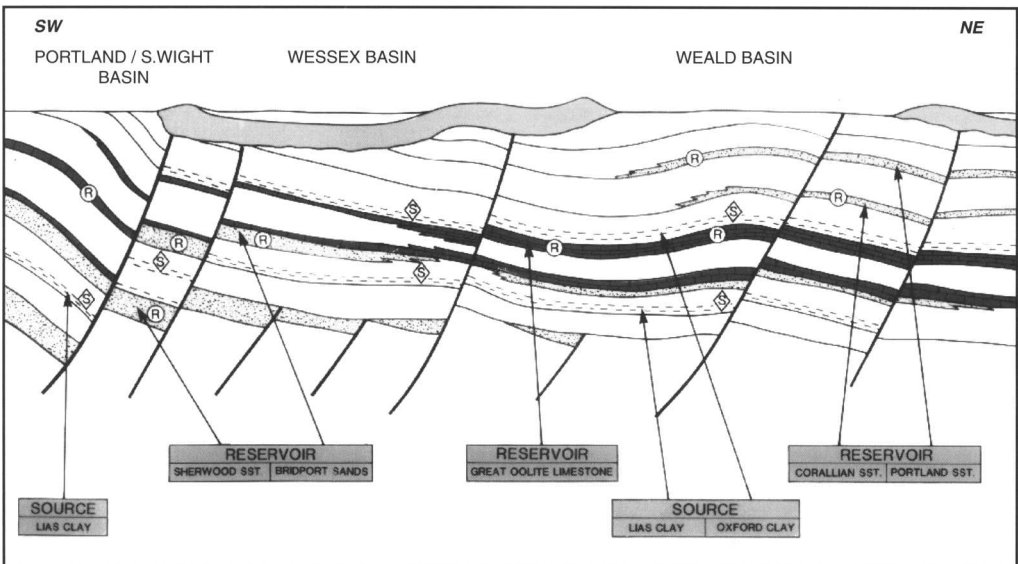 SW
NE
PORTLAND / S.WIGHT
BASIN
WESSEX BASIN
WEALD BASIN
R
R
R
S
S
R
R
R
S
S
R
R
S
R
S
RESERVOIR
SHERWOOD SST. BRIDPORT SANDS
RESERVOIR
GREAT OOLITE LIMESTONE
RESERVOIR
CORALLIAN SST. PORTLAND SST.
SOURCE
LIAS CLAY
SOURCE
LIAS CLAY OXFORD CLAY